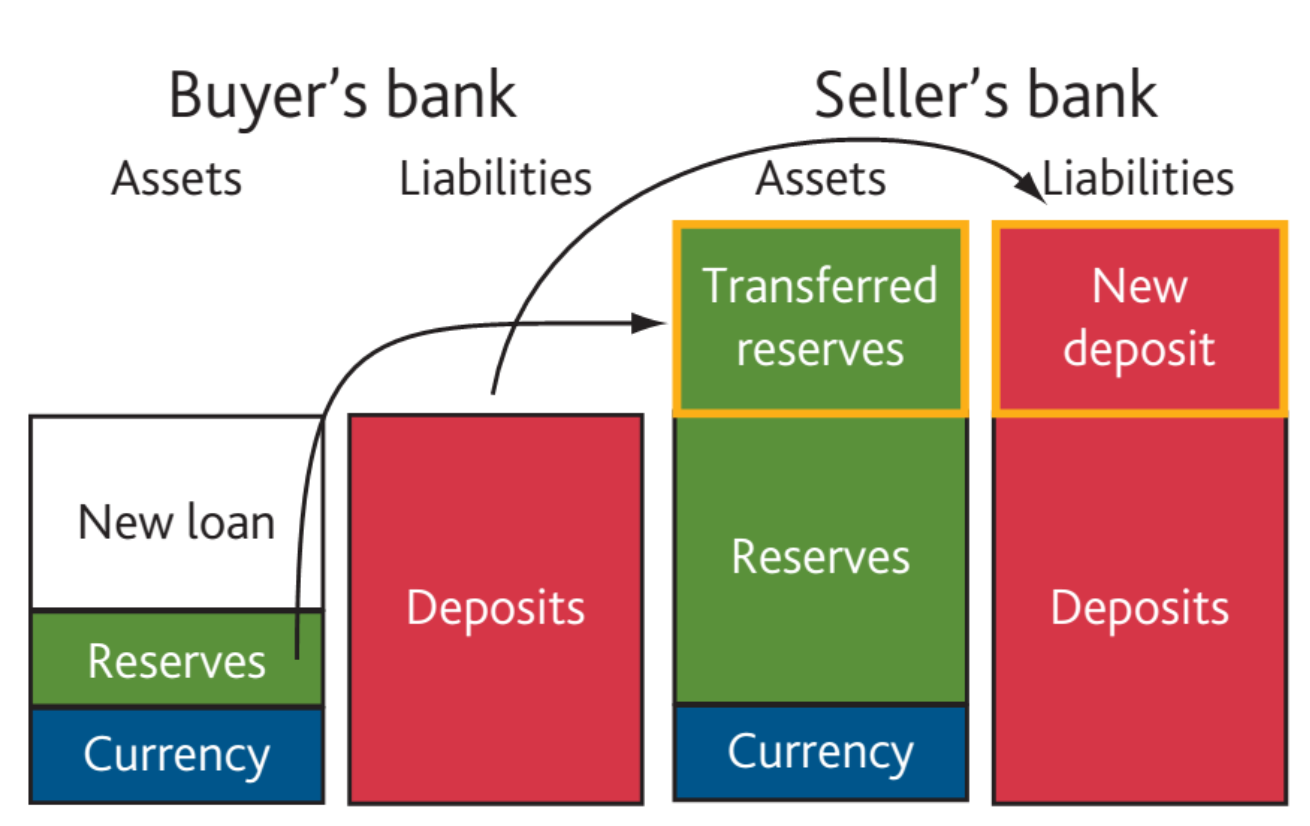 Buyer’s bank
Seller’s bank
Assets
Liabilities
Assets
Liabilities
New loan
Reserves
Currency
Deposits
Transferred
reserves
Reserves
Currency
New
deposit
Deposits